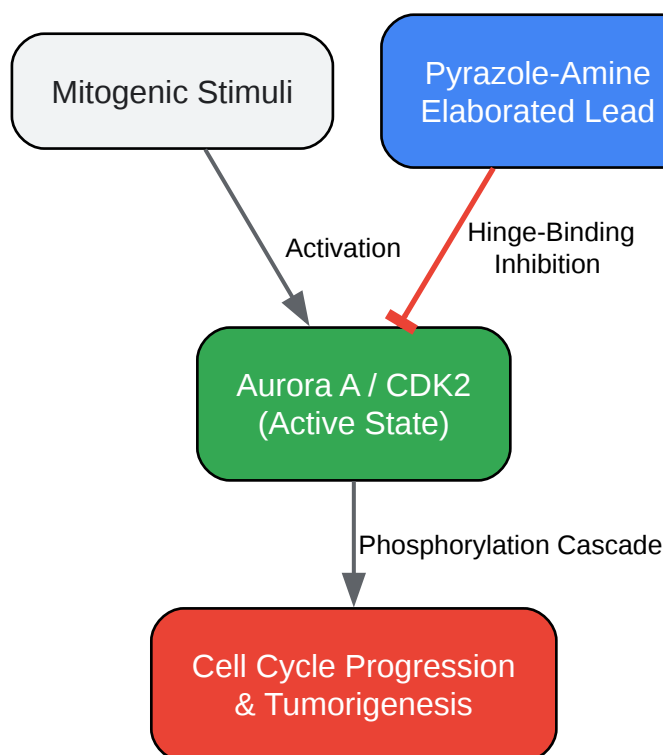 Mitogenic Stimuli
Pyrazole-Amine
Elaborated Lead
Activation
Hinge-Binding
Inhibition
Aurora A / CDK2
(Active State)
Phosphorylation Cascade
Cell Cycle Progression
& Tumorigenesis